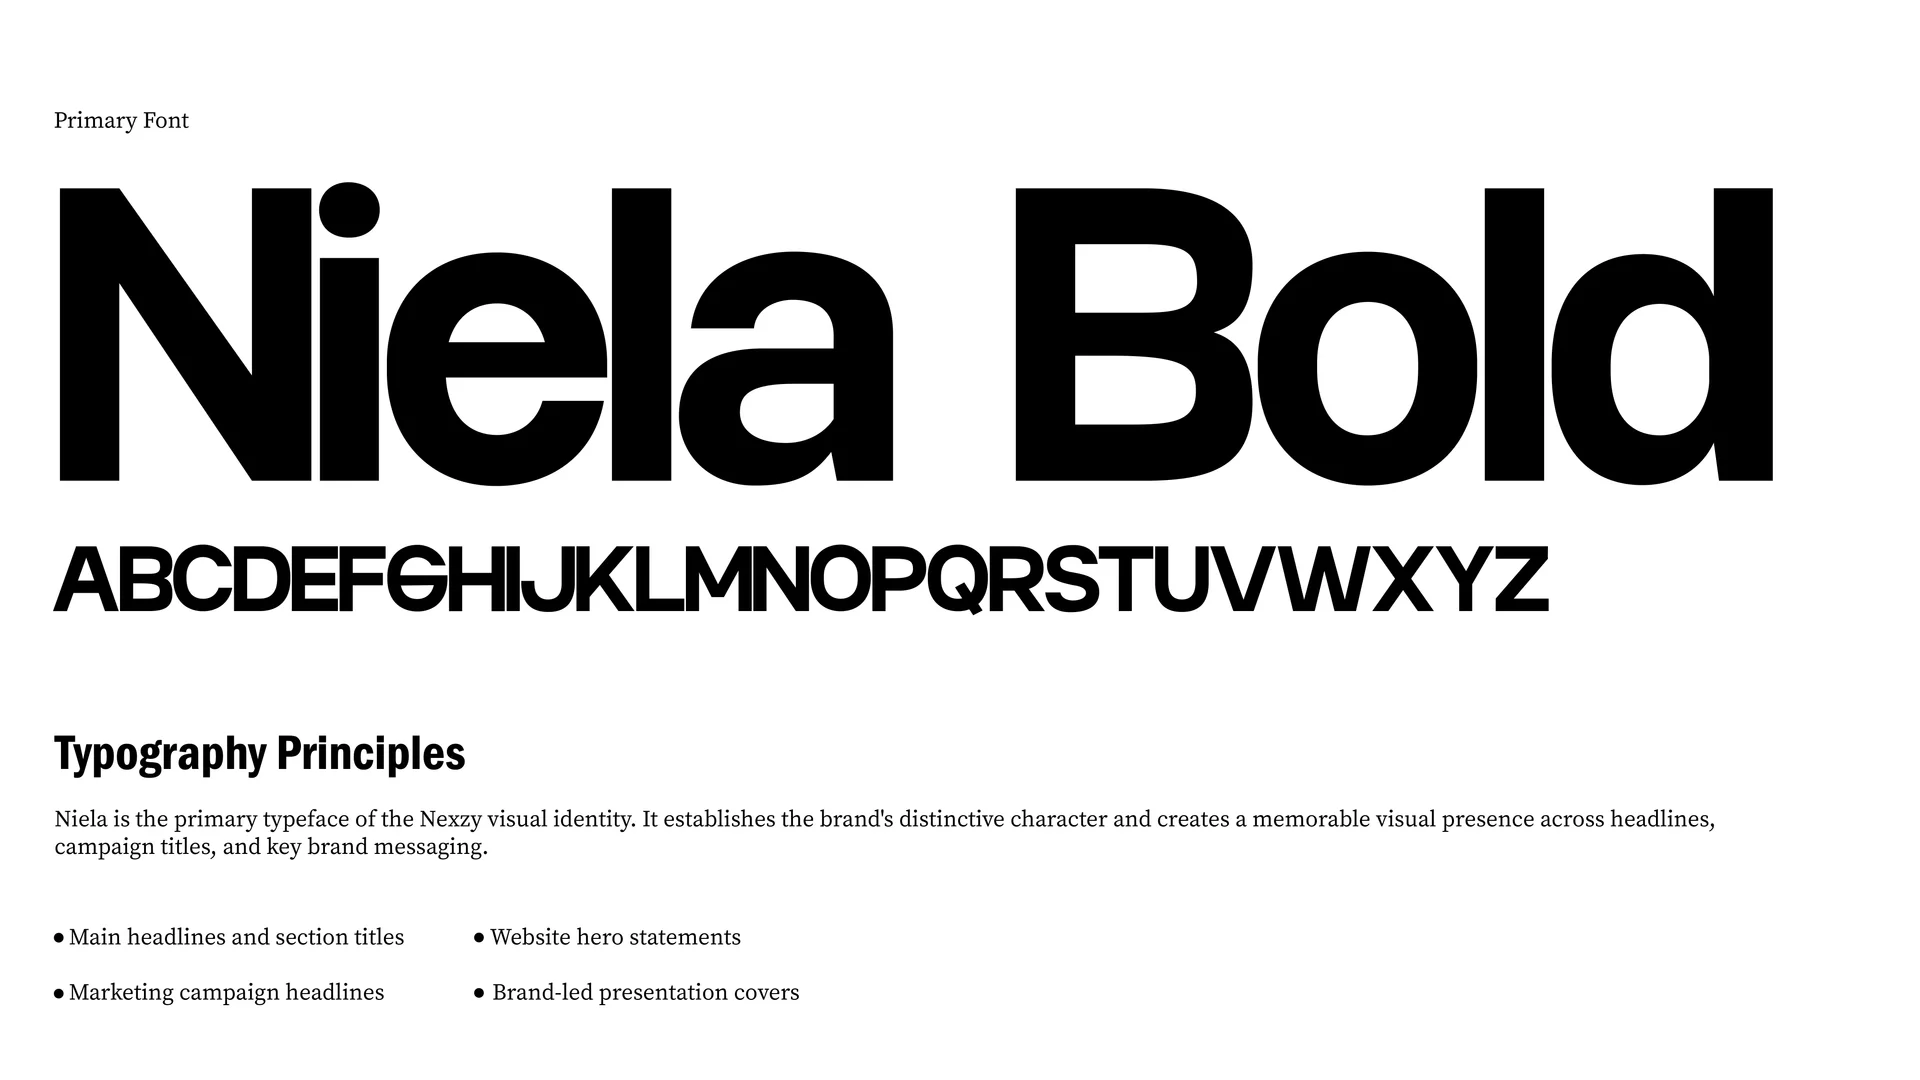 Primary Font
Niela Bold
ABCDEFGHIJKLMNOPQRSTUVWXYZ
Typography Principles
Niela is the primary typeface of the Nexzy visual identity. It establishes the brand's distinctive character and creates a memorable visual presence across headlines,
campaign titles, and key brand messaging.
• Main headlines and section titles
• Website hero statements
• Marketing campaign headlines
• Brand-led presentation covers